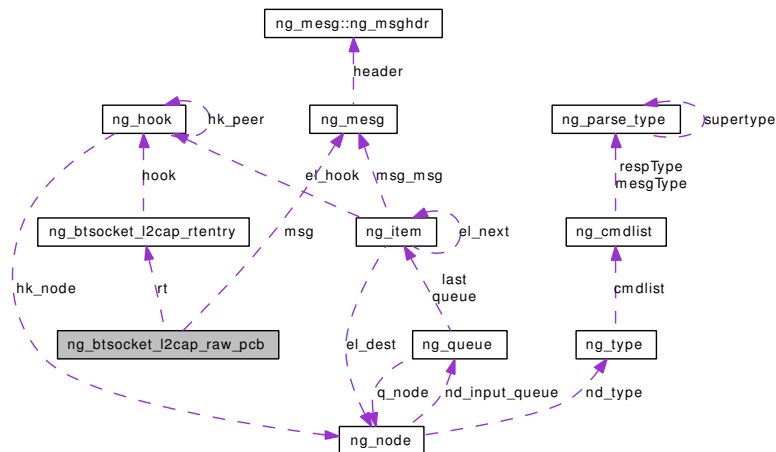 ng_mesg::ng_msghdr
header
ng_hook
hk_peer
ng_mesg
ng_parse_type
supertype
hook
el_hook
msg_msg
respType
mesgType
ng_btsocket_l2cap_rtentry
msg
ng_item
el_next
ng_cmdlist
hk_node
rt
last
queue
cmdlist
ng_btsocket_l2cap_raw_pcb
el_dest
ng_queue
ng_type
q_node
nd_input_queue
nd_type
ng_node